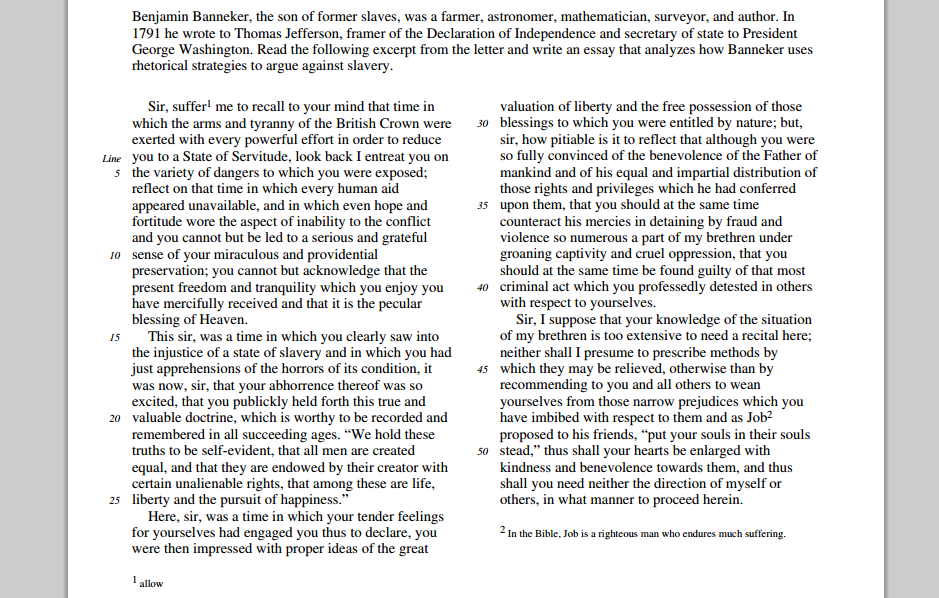 Benjamin Banneker, the son of former slaves, was a farmer, astronomer, mathematician, surveyor, and author. In
1791 he wrote to Thomas Jefferson, framer of the Declaration of Independence and secretary of state to President
George Washington. Read the following excerpt from the letter and write an essay that analyzes how Banneker uses
rhetorical strategies to argue against slavery.
Sir, suffer1 me to recall to your mind that time in
which the arms and tyranny of the British Crown were
exerted with every powerful effort in order to reduce
Line you to a State of Servitude, look back I entreat you on
5 the variety of dangers to which you were exposed;
reflect on that time in which every human aid
appeared unavailable, and in which even hope and
fortitude wore the aspect of inability to the conflict
and you cannot but be led to a serious and grateful
10 sense of your miraculous and providential
preservation; you cannot but acknowledge that the
present freedom and tranquility which you enjoy you
have mercifully received and that it is the pecular
blessing of Heaven.
15 This sir, was a time in which you clearly saw into
the injustice of a state of slavery and in which you had
just apprehensions of the horrors of its condition, it
was now, sir, that your abhorrence thereof was so
excited, that you publickly held forth this true and
20 valuable doctrine, which is worthy to be recorded and
remembered in all succeeding ages. “We hold these
truths to be self-evident, that all men are created
equal, and that they are endowed by their creator with
certain unalienable rights, that among these are life,
25 liberty and the pursuit of happiness.”
Here, sir, was a time in which your tender feelings
for yourselves had engaged you thus to declare, you
were then impressed with proper ideas of the great
1 allow
valuation of liberty and the free possession of those
30 blessings to which you were entitled by nature; but,
sir, how pitiable is it to reflect that although you were
so fully convinced of the benevolence of the Father of
mankind and of his equal and impartial distribution of
those rights and privileges which he had conferred
35 upon them, that you should at the same time
counteract his mercies in detaining by fraud and
violence so numerous a part of my brethren under
groaning captivity and cruel oppression, that you
should at the same time be found guilty of that most
40 criminal act which you professedly detested in others
with respect to yourselves.
Sir, I suppose that your knowledge of the situation
of my brethren is too extensive to need a recital here;
neither shall I presume to prescribe methods by
45 which they may be relieved, otherwise than by
recommending to you and all others to wean
yourselves from those narrow prejudices which you
have imbibed with respect to them and as Job2
proposed to his friends, “put your souls in their souls
50 stead,” thus shall your hearts be enlarged with
kindness and benevolence towards them, and thus
shall you need neither the direction of myself or
others, in what manner to proceed herein.
2 In the Bible, Job is a righteous man who endures much suffering.